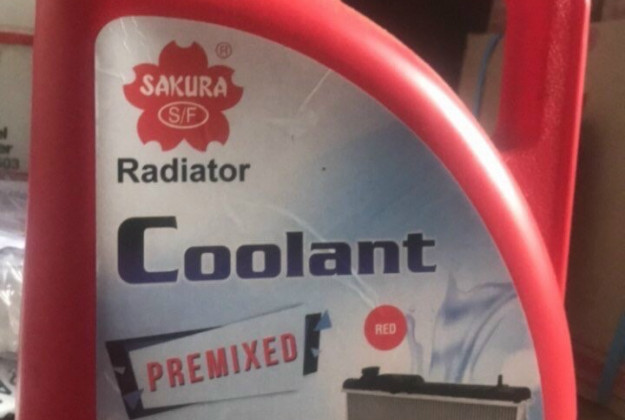 SAKURA
®
S/F
Radiator
Coolant
RED
PREMIXED